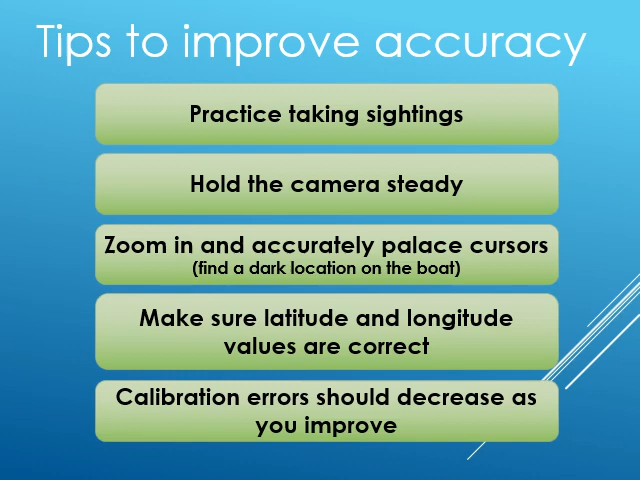 Tips to improve accuracy
Practice taking sightings
Hold the camera steady
Zoom in and accurately palace cursors
(find a dark location on the boat)
Make sure latitude and longitude
values are correct
Calibration errors should decrease as
you improve